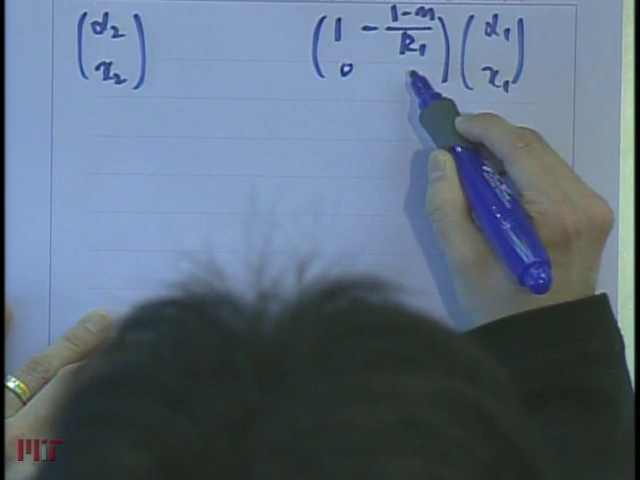 (α₂ x₂) (1 - (1-n)/R₁ 0) (α₁ x₁)
MIT